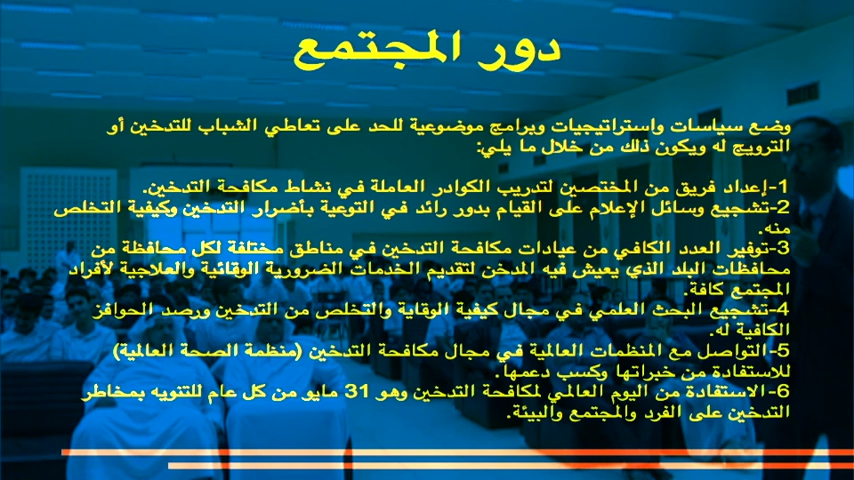 دور المجتمع
وضع سياسات واستراتيجيات وبرامج موضوعية للحد على تعاطي الشباب للتدخين أو
الترويج له ويكون ذلك من خلال ما يلي:
1-إعداد فريق من المختصين لتدريب الكوادر العاملة في نشاط مكافحة التدخين.
2-تشجيع وسائل الإعلام على القيام بدور رائد في التوعية بأضرار التدخين وكيفية التخلص
منه.
3-توفير العدد الكافي من عيادات مكافحة التدخين في مناطق مختلفة لكل محافظة من
محافظات البلد الذي يعيش فيه المدخن لتقديم الخدمات الضرورية الوقائية والعلاجية لأفراد
المجتمع كافة.
4-تشجيع البحث العلمي في مجال كيفية الوقاية والتخلص من التدخين ورصد الحوافز
الكافية له.
5-التواصل مع المنظمات العالمية في مجال مكافحة التدخين (منظمة الصحة العالمية)
للاستفادة من خبراتها وكسب دعمها.
6-الاستفادة من اليوم العالمي لمكافحة التدخين وهو 31 مايو من كل عام للتنويه بمخاطر
التدخين على الفرد والمجتمع والبيئة.